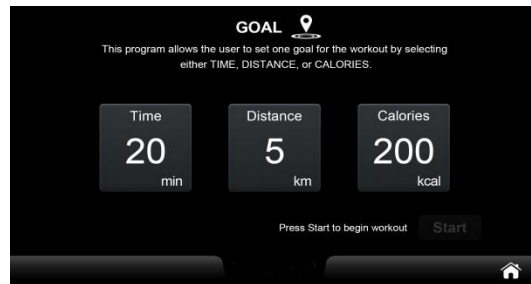 GOAL
This program allows the user to set one goal for the workout by selecting
either TIME, DISTANCE, or CALORIES.
Time Distance Calories
20 5 200
min km kcal
Press Start to begin workout Start